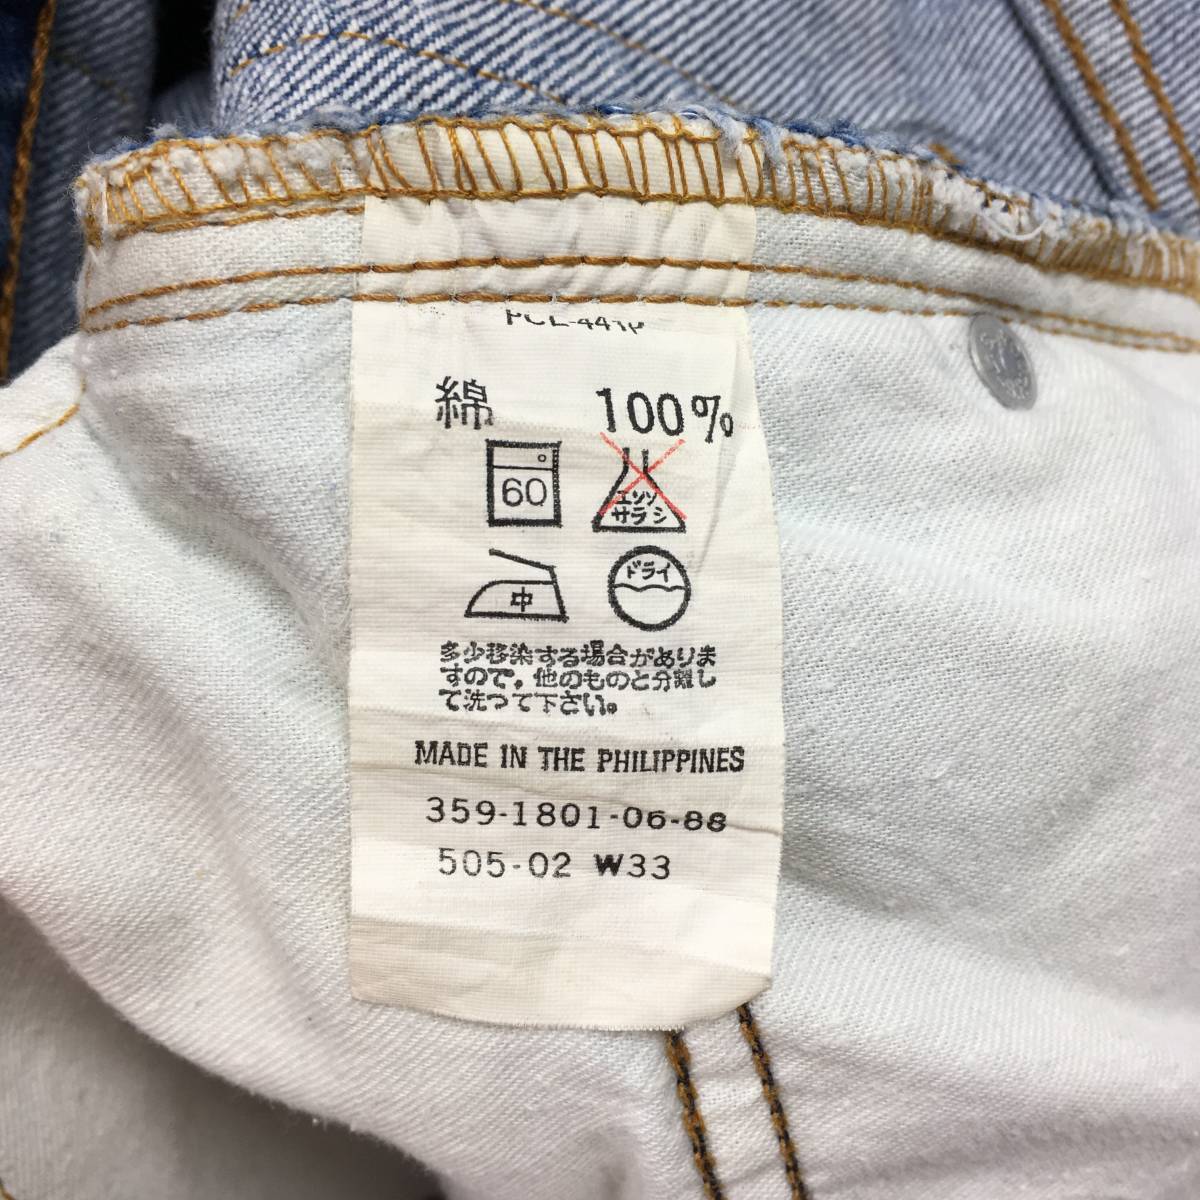 綿 100%
60
エンソ
サラシ
中
ドライ
多少移染する場合がありま
すので,他のものと分離し
て洗って下さい。
MADE IN THE PHILIPPINES
359-1801-06-88
505-02 W33